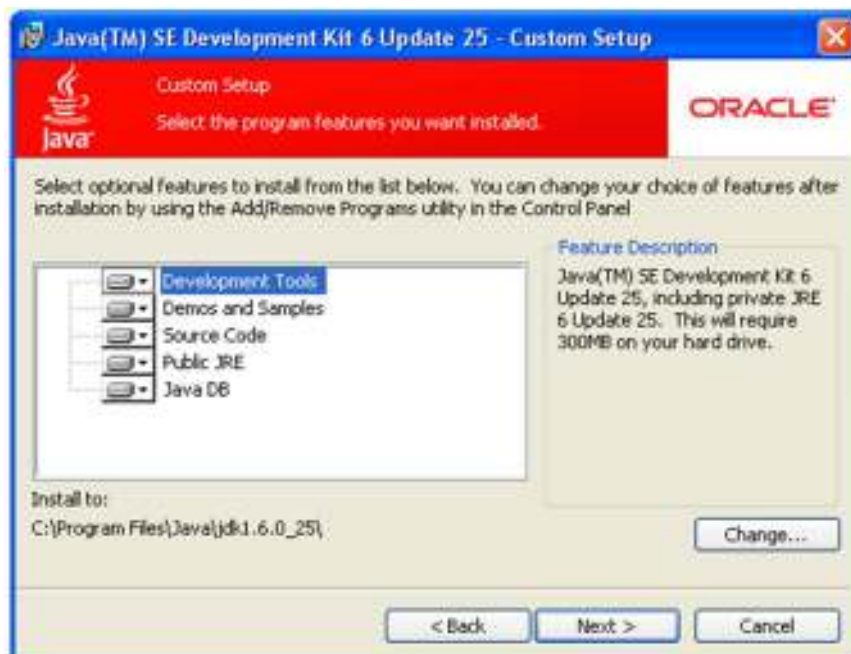 Java(TM) SE Development Kit 6 Update 25 - Custom Setup
Custom Setup
Select the program features you want installed.
Java
ORACLE
Select optional features to install from the list below. You can change your choice of features after
installation by using the Add/Remove Programs utility in the Control Panel
Development Tools
Demos and Samples
Source Code
Public JRE
Java DB
Feature Description
Java(TM) SE Development Kit 6
Update 25, including private JRE
6 Update 25. This will require
300MB on your hard drive.
Install to:
C:\Program Files\Java\jdk1.6.0_25\
Change...
< Back
Next >
Cancel